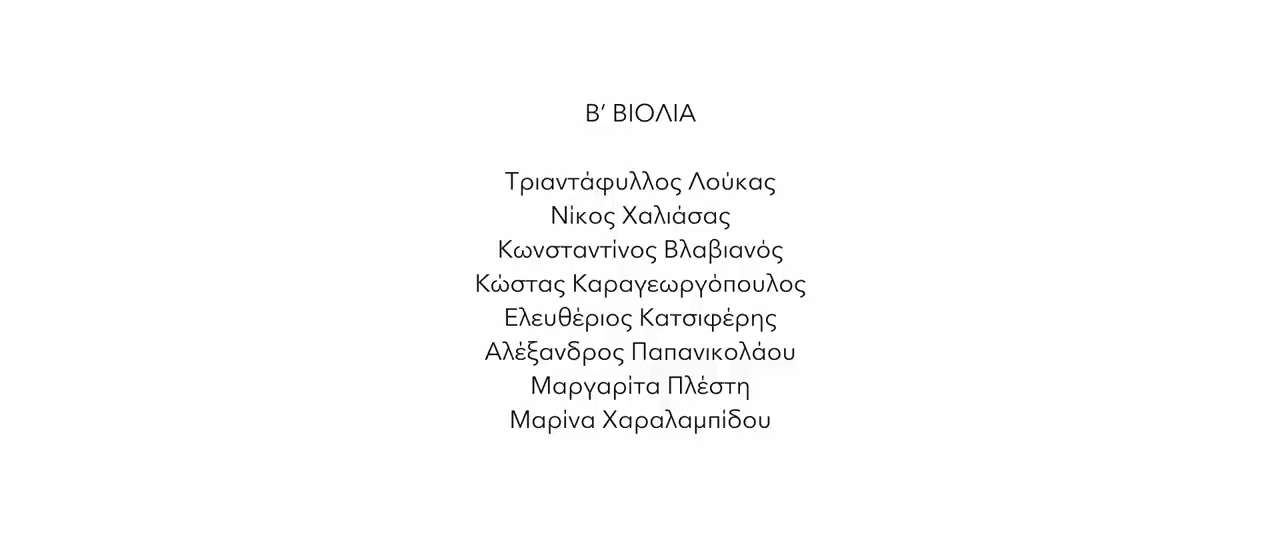 Β’ ΒΙΟΛΙΑ
Τριαντάφυλλος Λούκας
Νίκος Χαλιάσας
Κωνσταντίνος Βλαβιανός
Κώστας Καραγεωργόπουλος
Ελευθέριος Κατσιφέρης
Αλέξανδρος Παπανικολάου
Μαργαρίτα Πλέστη
Μαρίνα Χαραλαμπίδου